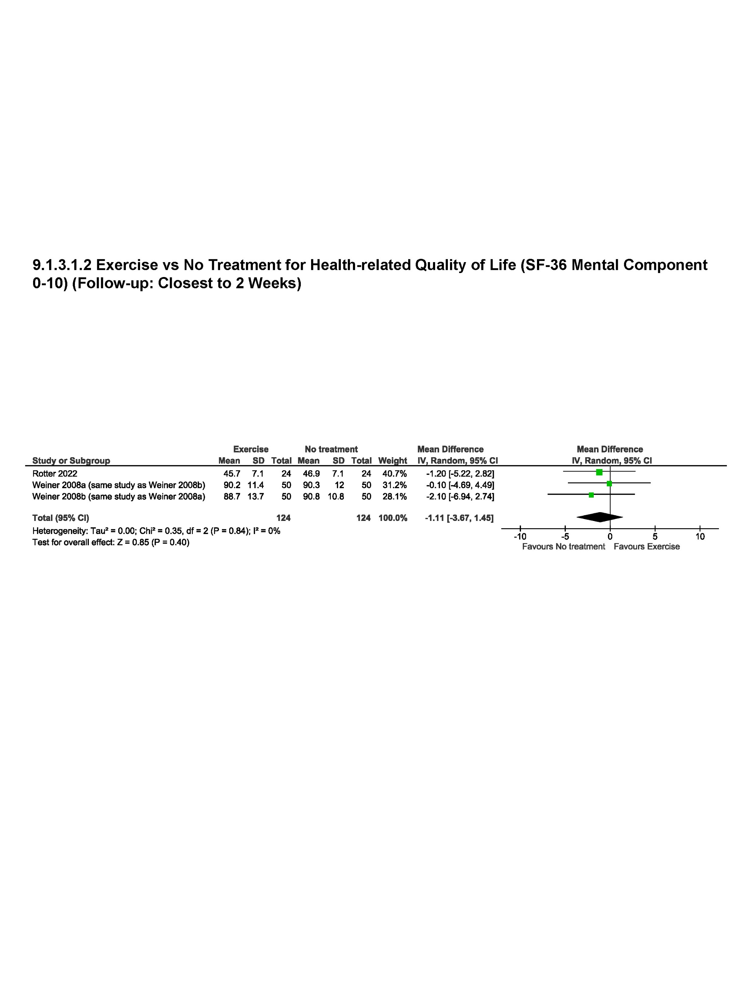 9.1.3.1.2 Exercise vs No Treatment for Health-related Quality of Life (SF-36 Mental Component
0-10) (Follow-up: Closest to 2 Weeks)
Exercise No treatment Mean Difference Mean Difference
Study or Subgroup Mean SD Total Mean SD Total Weight IV, Random, 95% CI IV, Random, 95% CI
Rotter 2022 45.7 7.1 24 46.9 7.1 24 40.7% -1.20 [-5.22, 2.82]
Weiner 2008a (same study as Weiner 2008b) 90.2 11.4 50 90.3 12 50 31.2% -0.10 [-4.69, 4.49]
Weiner 2008b (same study as Weiner 2008a) 88.7 13.7 50 90.8 10.8 50 28.1% -2.10 [-6.94, 2.74]
Total (95% CI) 124 124 100.0% -1.11 [-3.67, 1.45]
Heterogeneity: Tau² = 0.00; Chi² = 0.35, df = 2 (P = 0.84); I² = 0%
Test for overall effect: Z = 0.85 (P = 0.40)
-10 -5 0 5 10
Favours No treatment Favours Exercise